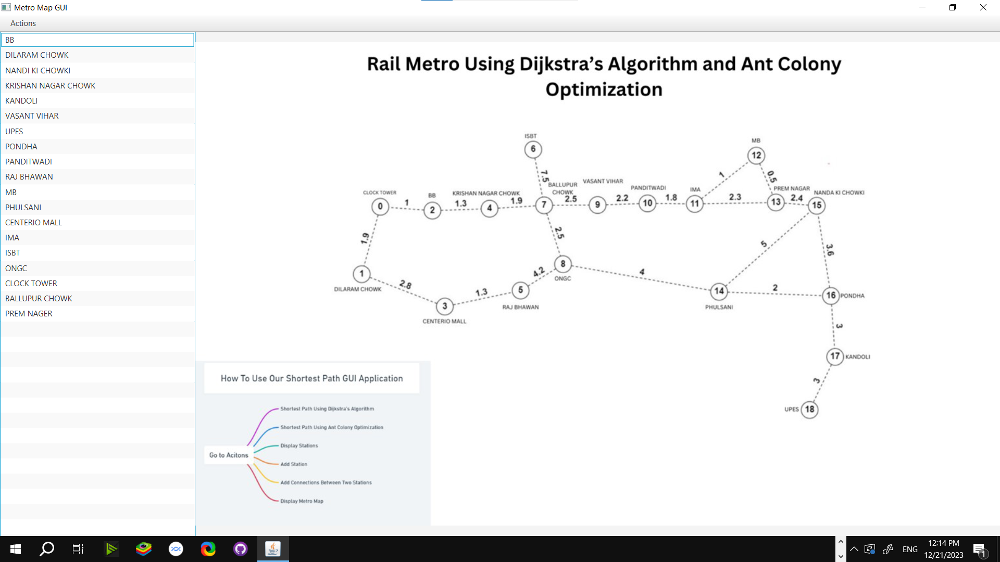 Metro Map GUI
Actions
BB
DILARAM CHOWK
NANDI KI CHOWKI
KRISHAN NAGAR CHOWK
KANDOLI
VASANT VIHAR
UPES
PONDHA
PANDITWADI
RAJ BHAWAN
MB
PHULSANI
CENTERIO MALL
IMA
ISBT
ONGC
CLOCK TOWER
BALLUPUR CHOWK
PREM NAGER
Rail Metro Using Dijkstra's Algorithm and Ant Colony
Optimization
ISBT
6
7.5
MB
12
1
0.5
CLOCK TOWER
0
1
BB
2
1.3
KRISHAN NAGAR CHOWK
4
1.9
BALLUPUR
CHOWK
7
2.5
VASANT VIHAR
9
2.2
PANDITWADI
10
1.8
IMA
11
2.3
PREM NAGAR
13
2.4
NANDA KI CHOWKI
15
1.9
2.5
5
3.6
1
DILARAM CHOWK
2.8
3
CENTERIO MALL
1.3
5
RAJ BHAWAN
4.2
8
ONGC
4
14
PHULSANI
2
16
PONDHA
3
17
KANDOLI
3
UPES
18
How To Use Our Shortest Path GUI Application
Shortest Path Using Dijkstra's Algorithm
Shortest Path Using Ant Colony Optimization
Display Stations
Go to Acitons
Add Station
Add Connections Between Two Stations
Display Metro Map
ENG
12:14 PM
12/21/2023
1